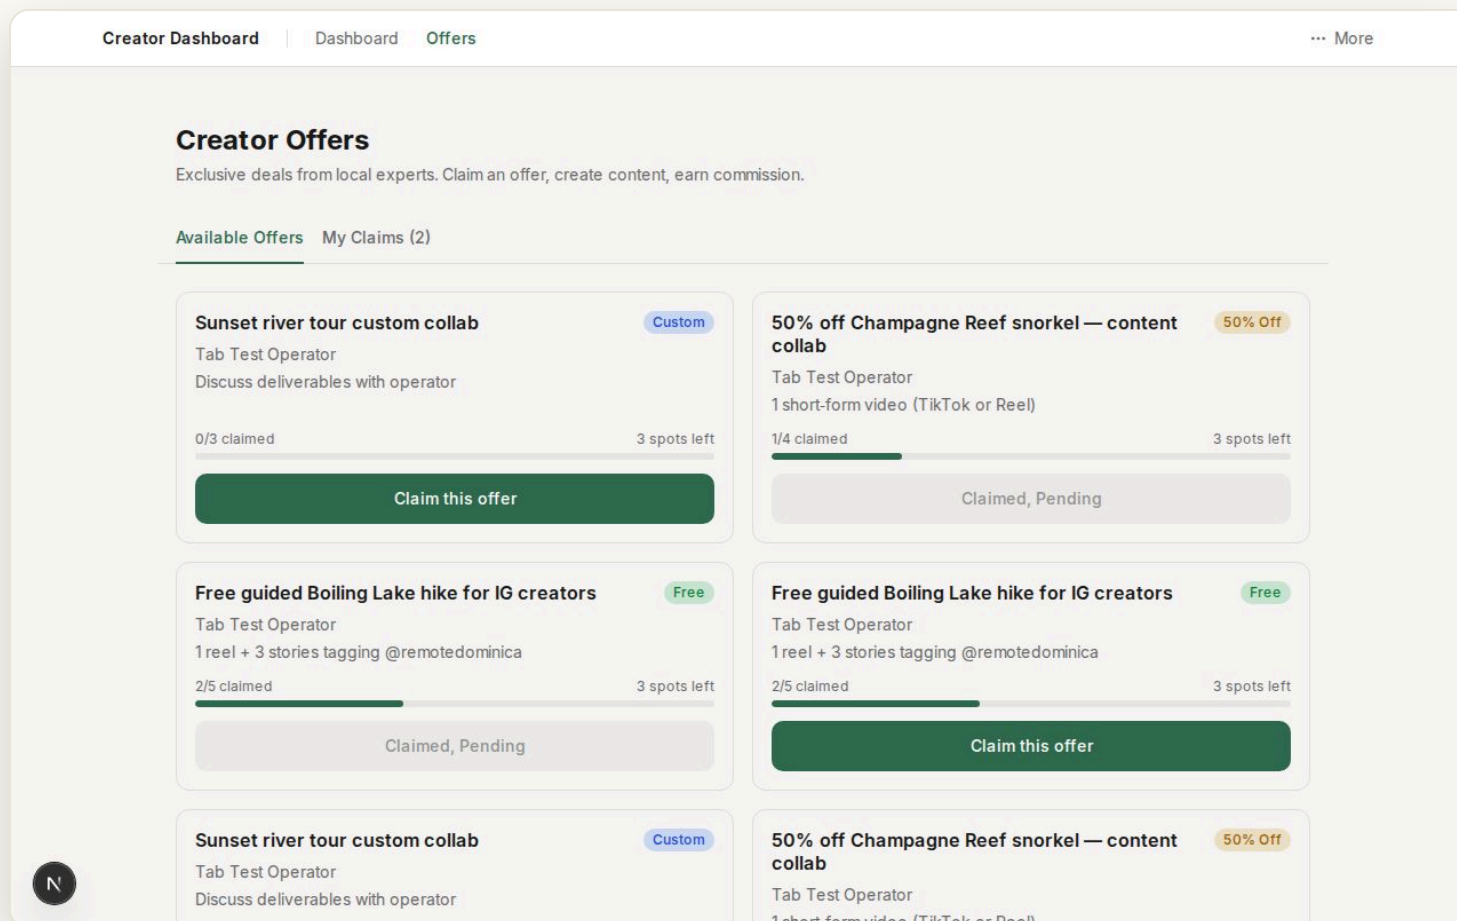 Creator Dashboard
Dashboard
Offers
··· More
Creator Offers
Exclusive deals from local experts. Claim an offer, create content, earn commission.
Available Offers
My Claims (2)
Sunset river tour custom collab
Custom
Tab Test Operator
Discuss deliverables with operator
0/3 claimed
3 spots left
Claim this offer
50% off Champagne Reef snorkel — content
collab
50% Off
Tab Test Operator
1 short-form video (TikTok or Reel)
1/4 claimed
3 spots left
Claimed, Pending
Free guided Boiling Lake hike for IG creators
Free
Tab Test Operator
1 reel + 3 stories tagging @remotedominica
2/5 claimed
3 spots left
Claimed, Pending
Free guided Boiling Lake hike for IG creators
Free
Tab Test Operator
1 reel + 3 stories tagging @remotedominica
2/5 claimed
3 spots left
Claim this offer
Sunset river tour custom collab
Custom
Tab Test Operator
Discuss deliverables with operator
50% off Champagne Reef snorkel — content
collab
50% Off
Tab Test Operator
1 short-form video (TikTok or Reel)
N